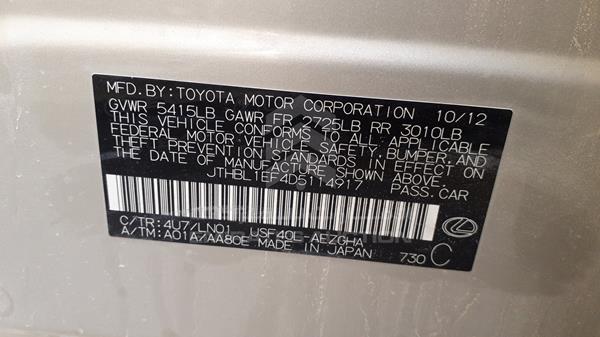 MFD. BY: TOYOTA MOTOR CORPORATION 10/12
GVWR 5415LB GAWR FR 2725LB RR 3010LB
THIS VEHICLE CONFORMS TO ALL APPLICABLE
FEDERAL MOTOR VEHICLE SAFETY, BUMPER, AND
THEFT PREVENTION STANDARDS IN EFFECT ON
THE DATE OF MANUFACTURE SHOWN ABOVE.
JTHBL1EF4D5114917 PASS.CAR
C/TR: 4U7/LN01 USF40L-AEZGHA
A/TM: A01A/AA80E MADE IN JAPAN 730 C